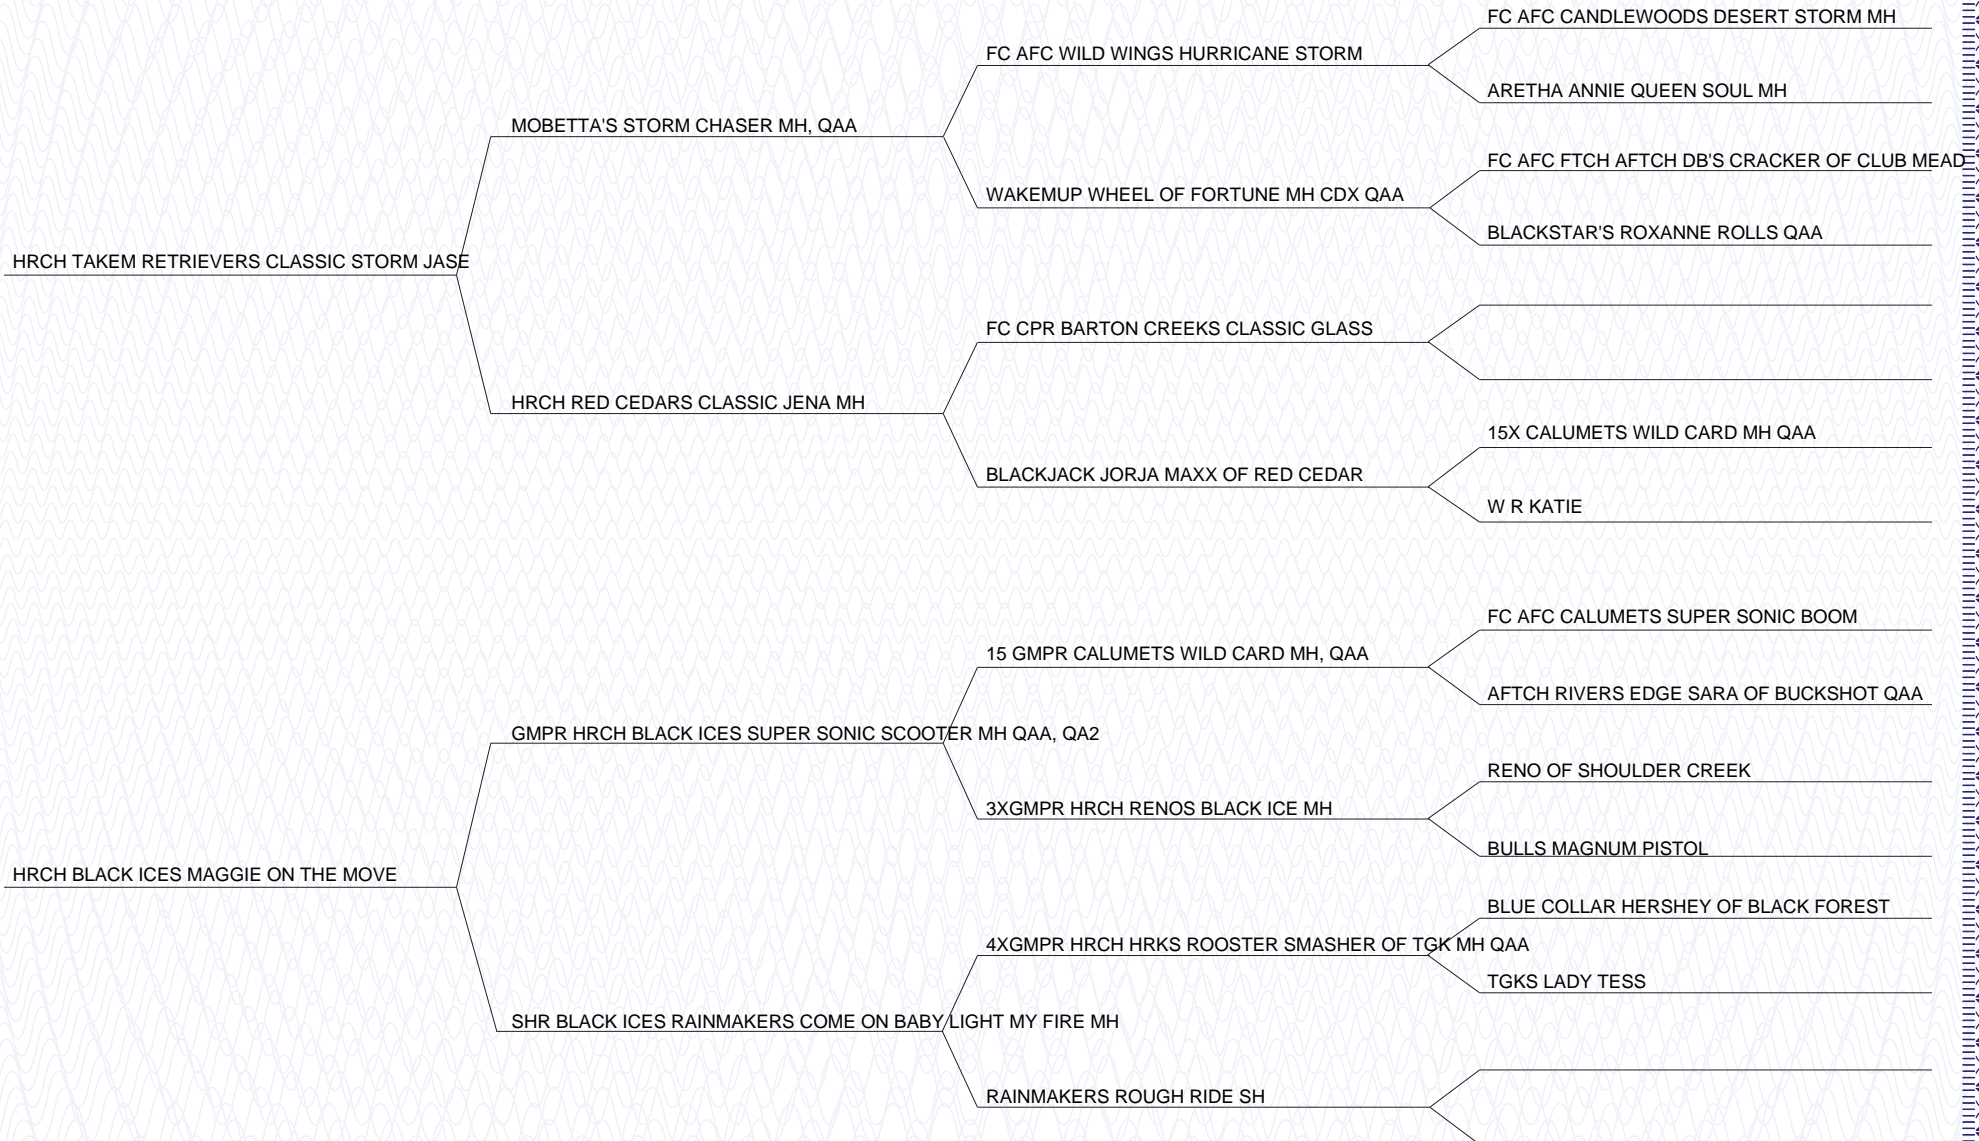 FC AFC CANDLEWOODS DESERT STORM MH
FC AFC WILD WINGS HURRICANE STORM
ARETHA ANNIE QUEEN SOUL MH
MOBETTA'S STORM CHASER MH, QAA
FC AFC FTCH AFTCH DB'S CRACKER OF CLUB MEAD
WAKEMUP WHEEL OF FORTUNE MH CDX QAA
BLACKSTAR'S ROXANNE ROLLS QAA
HRCH TAKEM RETRIEVERS CLASSIC STORM JASE
FC CPR BARTON CREEKS CLASSIC GLASS
HRCH RED CEDARS CLASSIC JENA MH
15X CALUMETS WILD CARD MH QAA
BLACKJACK JORJA MAXX OF RED CEDAR
W R KATIE
FC AFC CALUMETS SUPER SONIC BOOM
15 GMPR CALUMETS WILD CARD MH, QAA
AFTCH RIVERS EDGE SARA OF BUCKSHOT QAA
GMPR HRCH BLACK ICES SUPER SONIC SCOOTER MH QAA, QA2
RENO OF SHOULDER CREEK
3XGMPR HRCH RENOS BLACK ICE MH
BULLS MAGNUM PISTOL
HRCH BLACK ICES MAGGIE ON THE MOVE
BLUE COLLAR HERSHEY OF BLACK FOREST
4XGMPR HRCH HRKS ROOSTER SMASHER OF TGK MH QAA
TGKS LADY TESS
SHR BLACK ICES RAINMAKERS COME ON BABY LIGHT MY FIRE MH
RAINMAKERS ROUGH RIDE SH